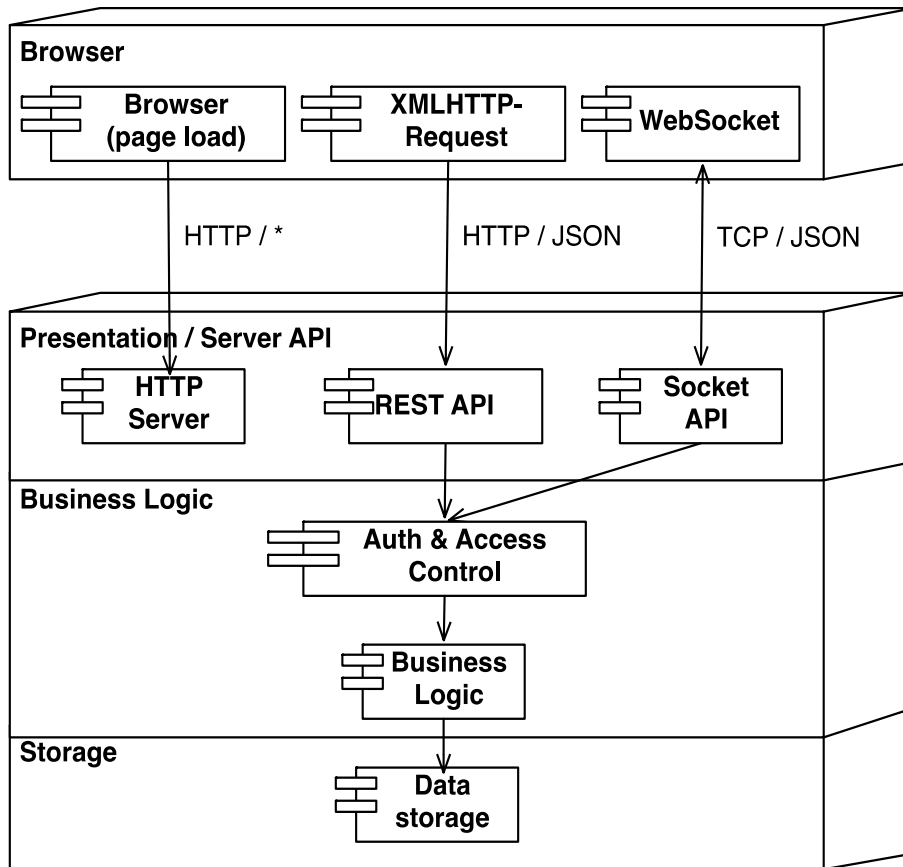 Browser
Browser
(page load)
XMLHTTP-
Request
WebSocket
HTTP / *
HTTP / JSON
TCP / JSON
Presentation / Server API
HTTP
Server
REST API
Socket
API
Business Logic
Auth & Access
Control
Business
Logic
Storage
Data
storage